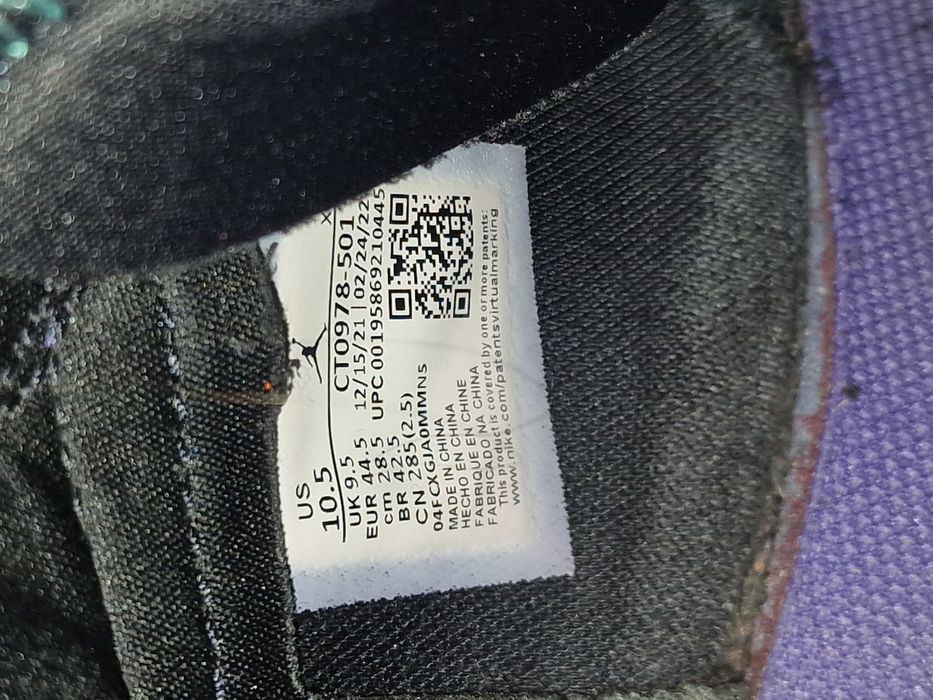 US
10.5 X
UK 9.5 CT0978-501
EUR 44.5 12/15/21 | 02/24/22
cm 28.5 UPC 00195869210445
BR 42.5
CN 285(2.5)
04FCXGJA0MMMN5
MADE IN CHINA
HECHO EN CHINA
FABRIQUE EN CHINE
FABRICADO NA CHINA
This product is covered by one or more patents:
www.nike.com/patentsvirtualmarking